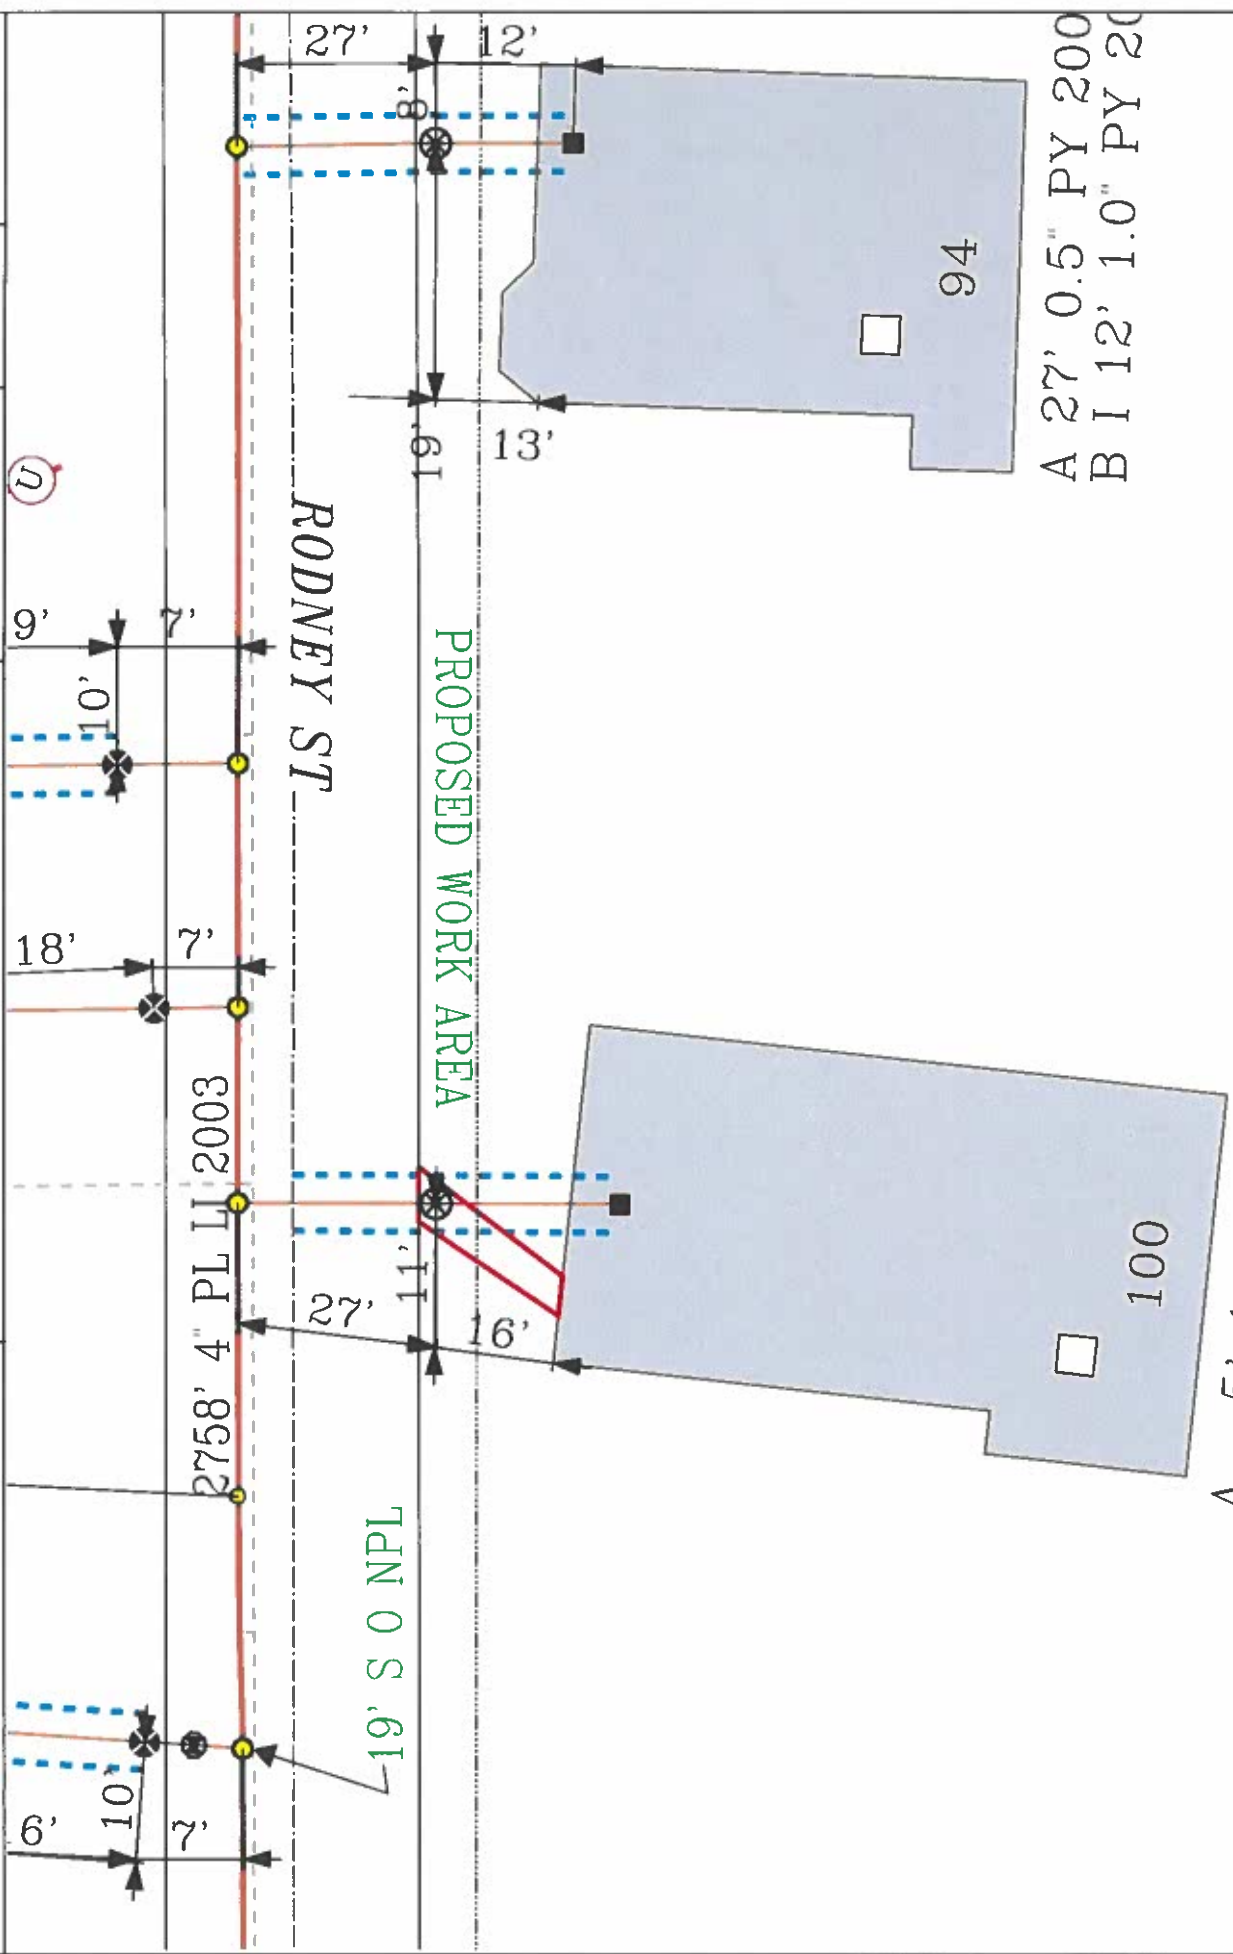 27'
12'
8'
U
19'
13'
94
A 27' 0.5" PY 200
B I 12' 1.0" PY 20
RODNEY ST
9'
7'
10'
PROPOSED WORK AREA
18'
7'
2758' 4" PL LI 2003
27'
11'
16'
100
19' S O NPL
10'
6'
7'
A